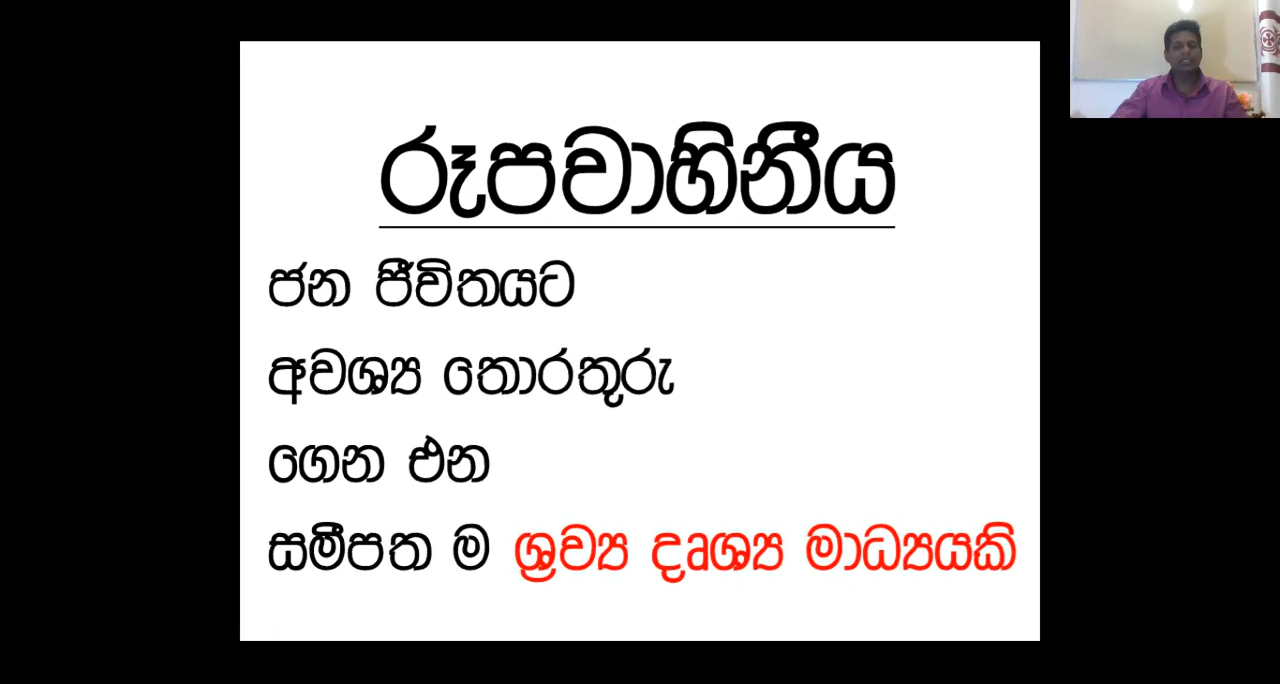 රූපවාහිනීය
ජන ජීවිතයට
අවශ්‍ය තොරතුරු
ගෙන එන
සමීපත ම ශ්‍රව්‍ය දෘශ්‍ය මාධ්‍යයකි